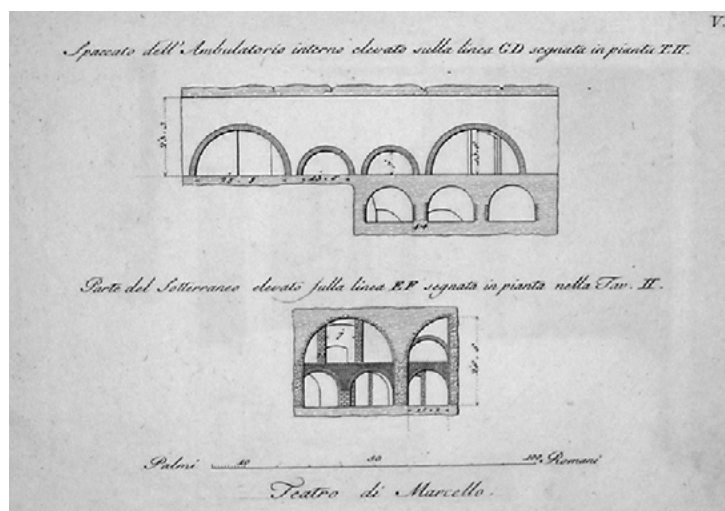 V.
Spaccato dell'Ambulatorio interno elevato sulla linea C.D segnata in pianta T.II.
Parte del Sotterraneo elevato sulla linea E.F segnata in pianta nella Tav. II.
Palmi 10 50 100 Romani
Teatro di Marcello.